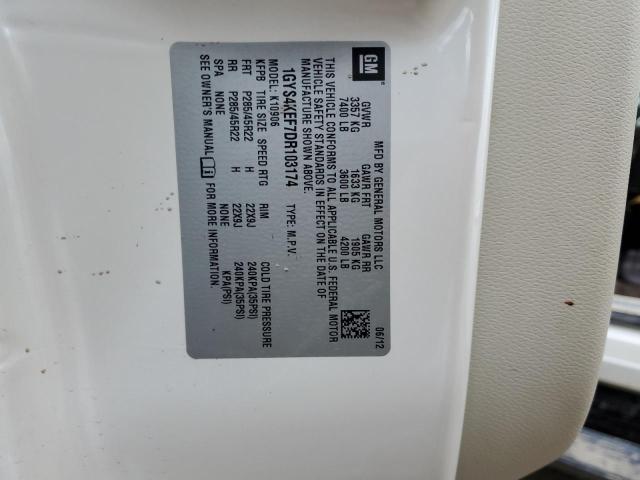 GM
MFD BY GENERAL MOTORS LLC 06/12
GVWR GAWR FRT GAWR RR
3357 KG 1633 KG 1905 KG
7400 LB 3600 LB 4200 LB
THIS VEHICLE CONFORMS TO ALL APPLICABLE U.S. FEDERAL MOTOR
VEHICLE SAFETY STANDARDS IN EFFECT ON THE DATE OF
MANUFACTURE SHOWN ABOVE.
1GYS4KEF7DR103174 TYPE: M.P.V.
MODEL: K10906
KFPB TIRE SIZE SPEED RTG RIM COLD TIRE PRESSURE
FRT P285/45R22 H 22X9J 240KPA(35PSI)
RR P285/45R22 H 22X9J 240KPA(35PSI)
SPA NONE NONE KPA(PSI)
SEE OWNER'S MANUAL FOR MORE INFORMATION.